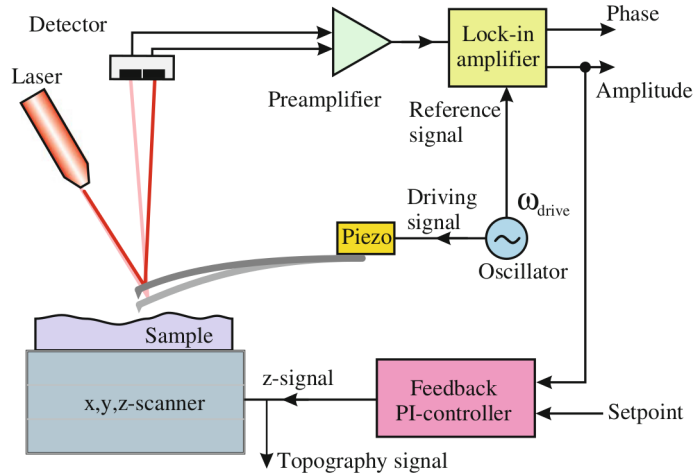 Detector
Laser
Preamplifier
Lock-in
amplifier
Phase
Amplitude
Reference
signal
Driving
signal
ωdrive
Piezo
Oscillator
Sample
x,y,z-scanner
z-signal
Feedback
PI-controller
Setpoint
Topography signal